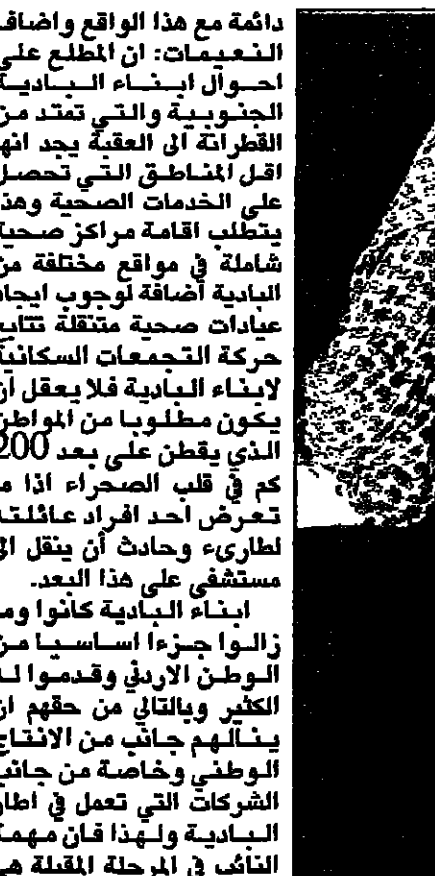 دائمة مع هذا الواقع واضاف
النعيمات: ان المطلع على
احوال ابناء البادية
الجنوبية والتي تمتد من
القطرانة الى العقبة يجد انها
اقل المناطق التي تحصل
على الخدمات الصحية وهذ
يتطلب اقامة مراكز صحية
شاملة في مواقع مختلفة من
البادية أضافة لوجوب ايجاد
عيادات صحية متنقلة تتابع
حركة التجمعات السكانية
لابناء البادية فلا يعقل أن
يكون مطلوبا من المواطن
الذي يقطن على بعد 200
كم في قلب الصحراء اذا م
تعرض احد افراد عائلته
لطاريء وحادث أن ينقل الى
مستشفى على هذا البعد.
ابناء البادية كانوا وم
زالوا جزءا اساسيا من
الوطن الاردني وقدموا له
الكثير وبالتالي من حقهم ان
ينالهم جانب من الانتاج
الوطني وخاصة من جانب
الشركات التي تعمل في اطار
البادية ولهذا فان مهمة
النائب في المرحلة المقبلة هي